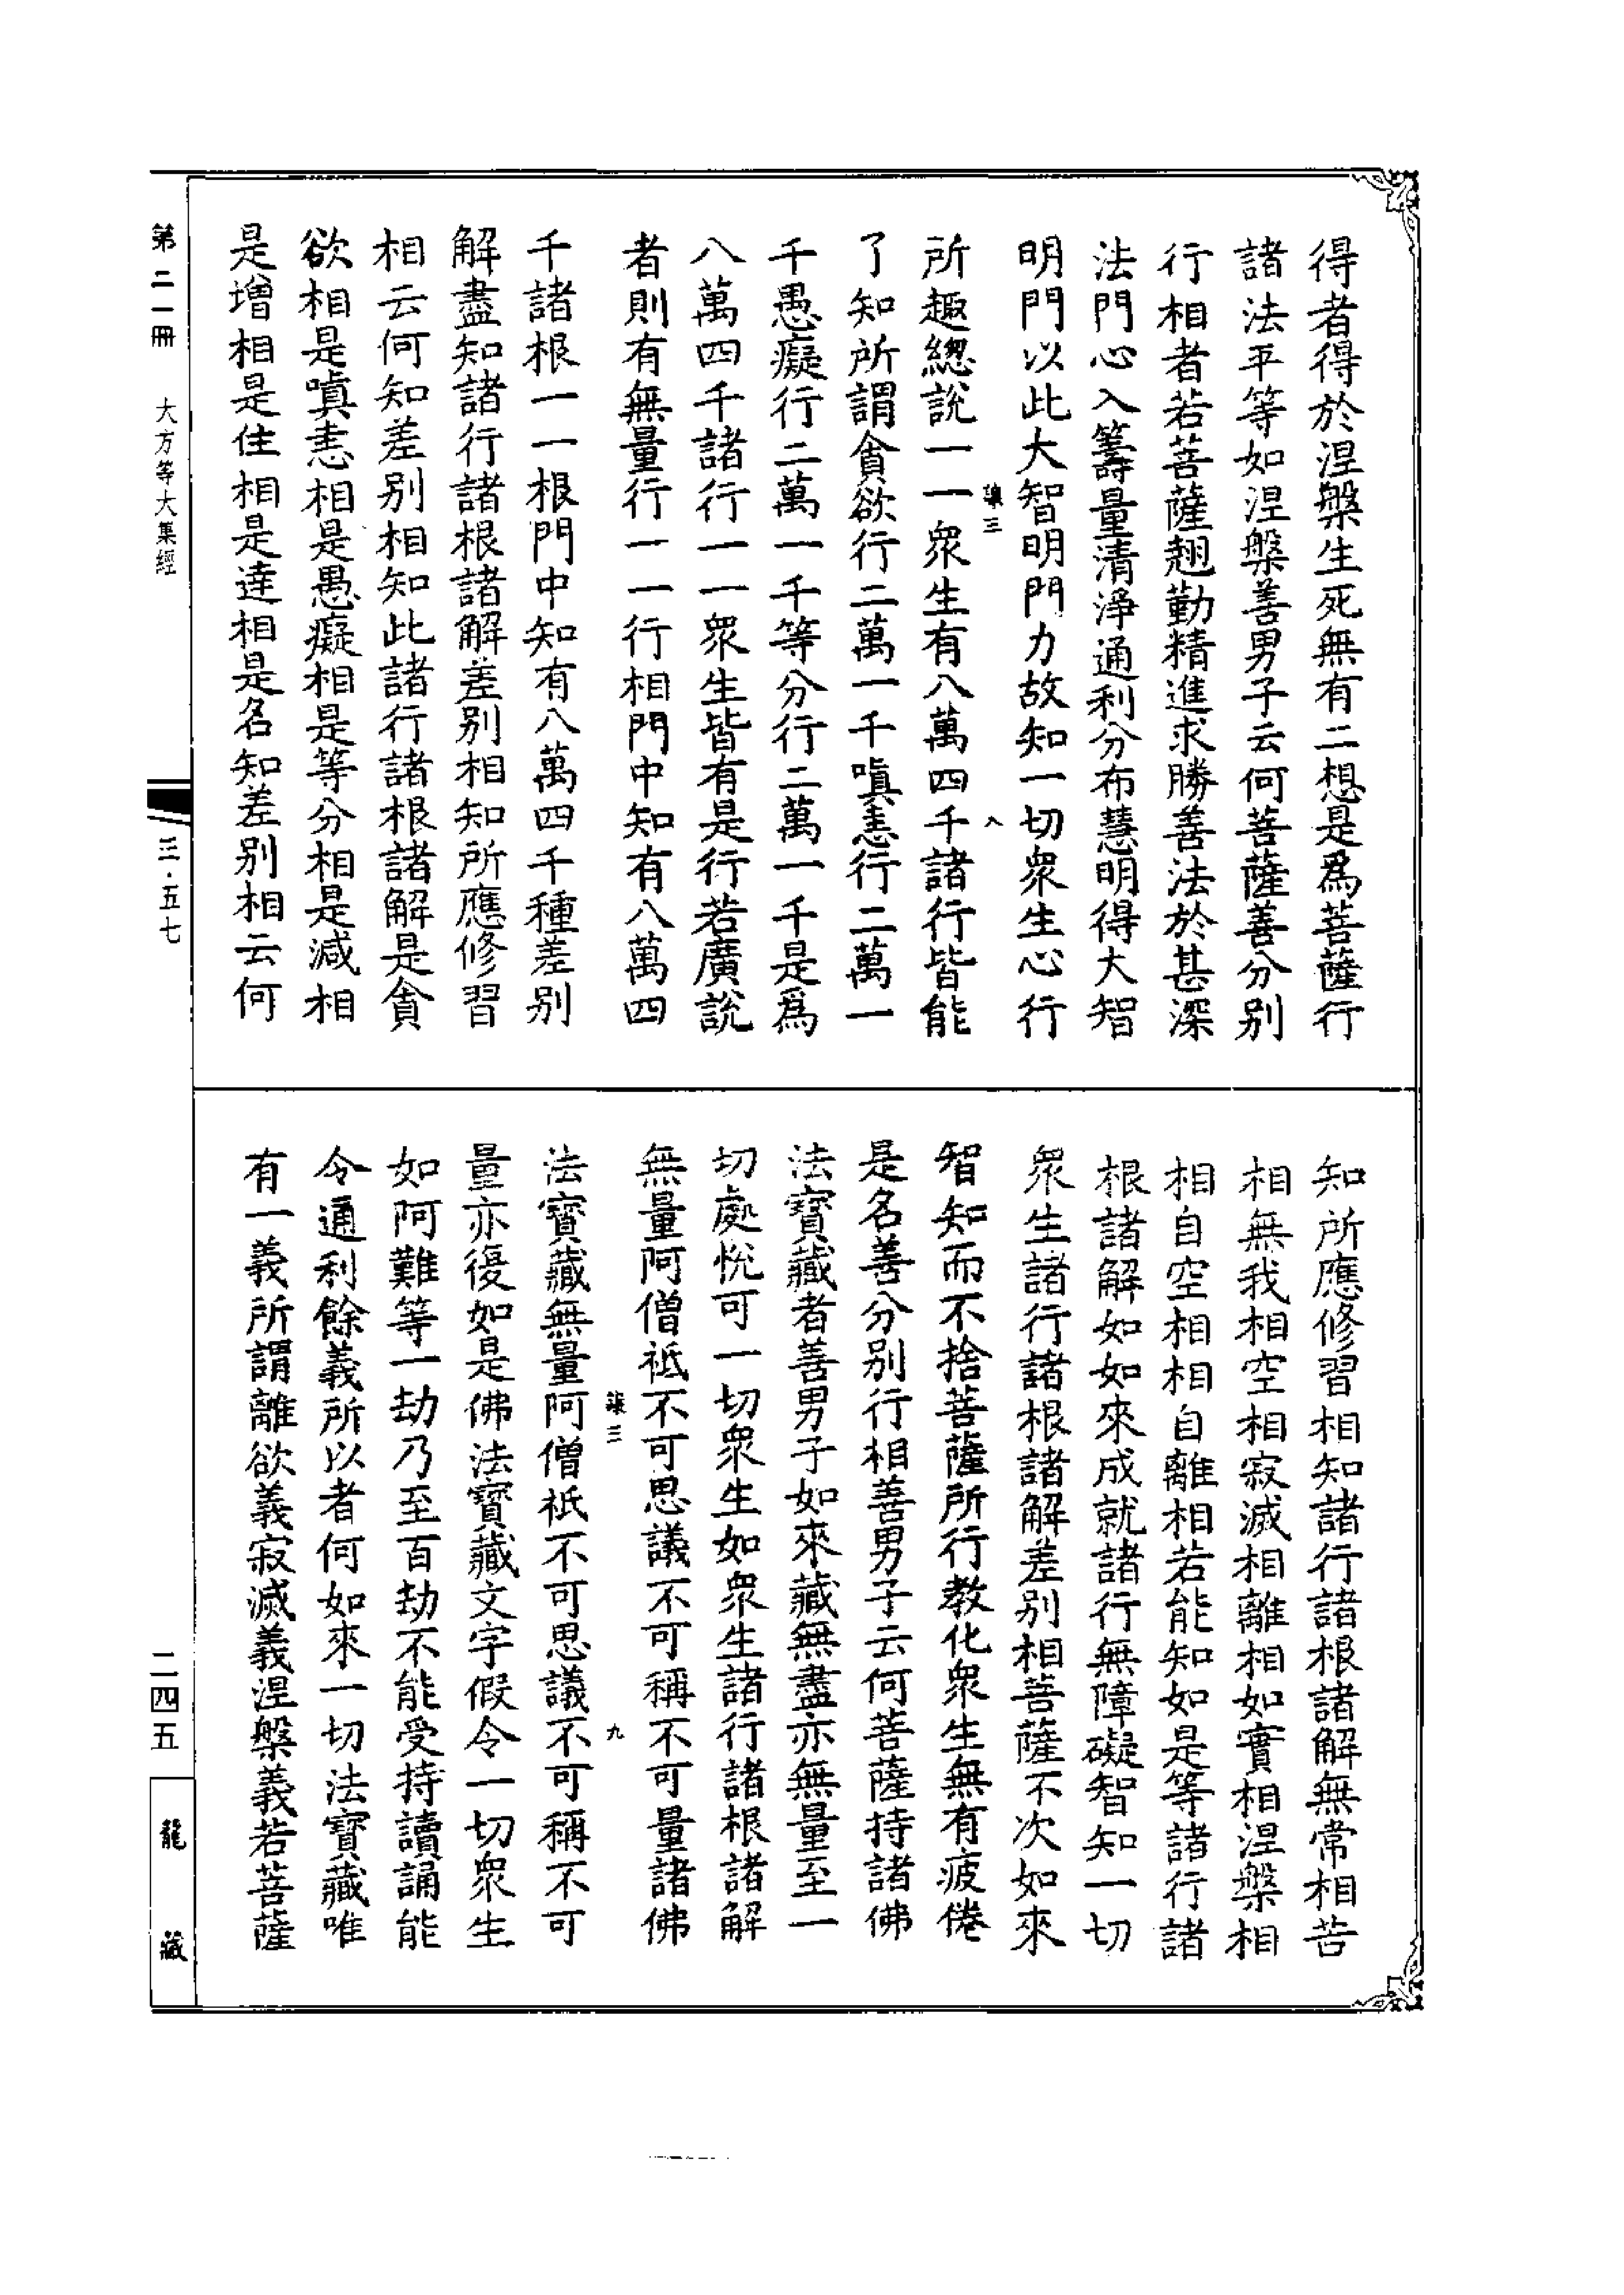 得者得於涅槃生死無有二想是爲菩薩行
諸法平等如涅槃善男子云何菩薩善分別
行相者若菩薩翹勤精進求勝善法於甚深
法門心入籌量清淨通利分布慧明得大智
明門以此大智明門力故知一切衆生心行
所趣緫說一一衆生有八萬四千諸行皆能
八
了知所謂貪欲行二萬一千嗔恚行二萬一
千愚癡行二萬一千等分行二萬一千是爲
八萬四千諸行一一衆生皆有是行若廣說
者則有無量行一一行相門中知有八萬四
千諸根一一根門中知有八萬四千種差別
解盡知諸行諸根諸解差別相知所應修習
相云何知差別相知此諸行諸根諸解是貪
欲相是嗔恚相是愚癡相是等分相是減相
是增相是住相是達相是名知差別相云何
知所應修習相知諸行諸根諸解無常相苦
相無我相空相寂滅相離相如實相涅槃相
相自空相相自離相若能知如是等諸行諸
根諸解如如來成就諸行無障礙智知一切
衆生諸行諸根諸解差別相菩薩不次如來
智知而不捨菩薩所行教化衆生無有疲倦
是名善分別行相善男子云何菩薩持諸佛
法寶藏者善男子如來藏無盡亦無量至一
切處悅可一切衆生如衆生諸行諸根諸解
無量阿僧祇不可思議不可稱不可量諸佛
九
法寶藏無量阿僧祇不可思議不可稱不可
量亦復如是佛法寶藏文字假令一切衆生
如阿難等一劫乃至百劫不能受持讀誦能
令通利餘義所以者何如來一切法寶藏唯
有一義所謂離欲義寂滅義涅槃義若菩薩
第二一冊
大方等大集經
三·五七
二四五
龍藏